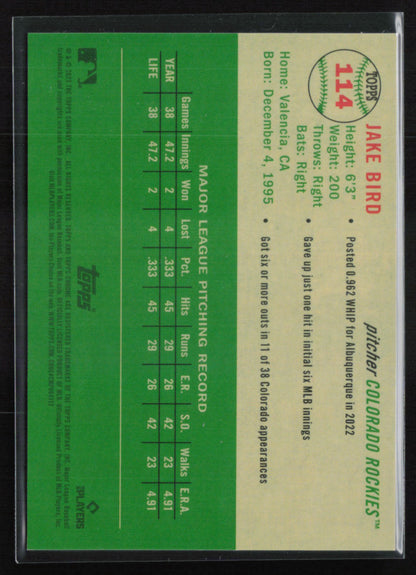 TOPPS
114
JAKE BIRD
pitcher COLORADO ROCKIES™
Height: 6'3"
Weight: 200
Throws: Right
Bats: Right
Home: Valencia, CA
Born: December 4, 1995
• Posted 0.962 WHIP for Albuquerque in 2022
• Gave up just one hit in initial six MLB innings
• Got six or more outs in 11 of 38 Colorado appearances
MAJOR LEAGUE PITCHING RECORD
Games Innings Won Lost Pct. Hits Runs E.R. S.O. Walks E.R.A.
YEAR 38 47.2 2 4 .333 45 29 26 42 23 4.91
LIFE 38 47.2 2 4 .333 45 29 26 42 23 4.91
topps
PLAYERS